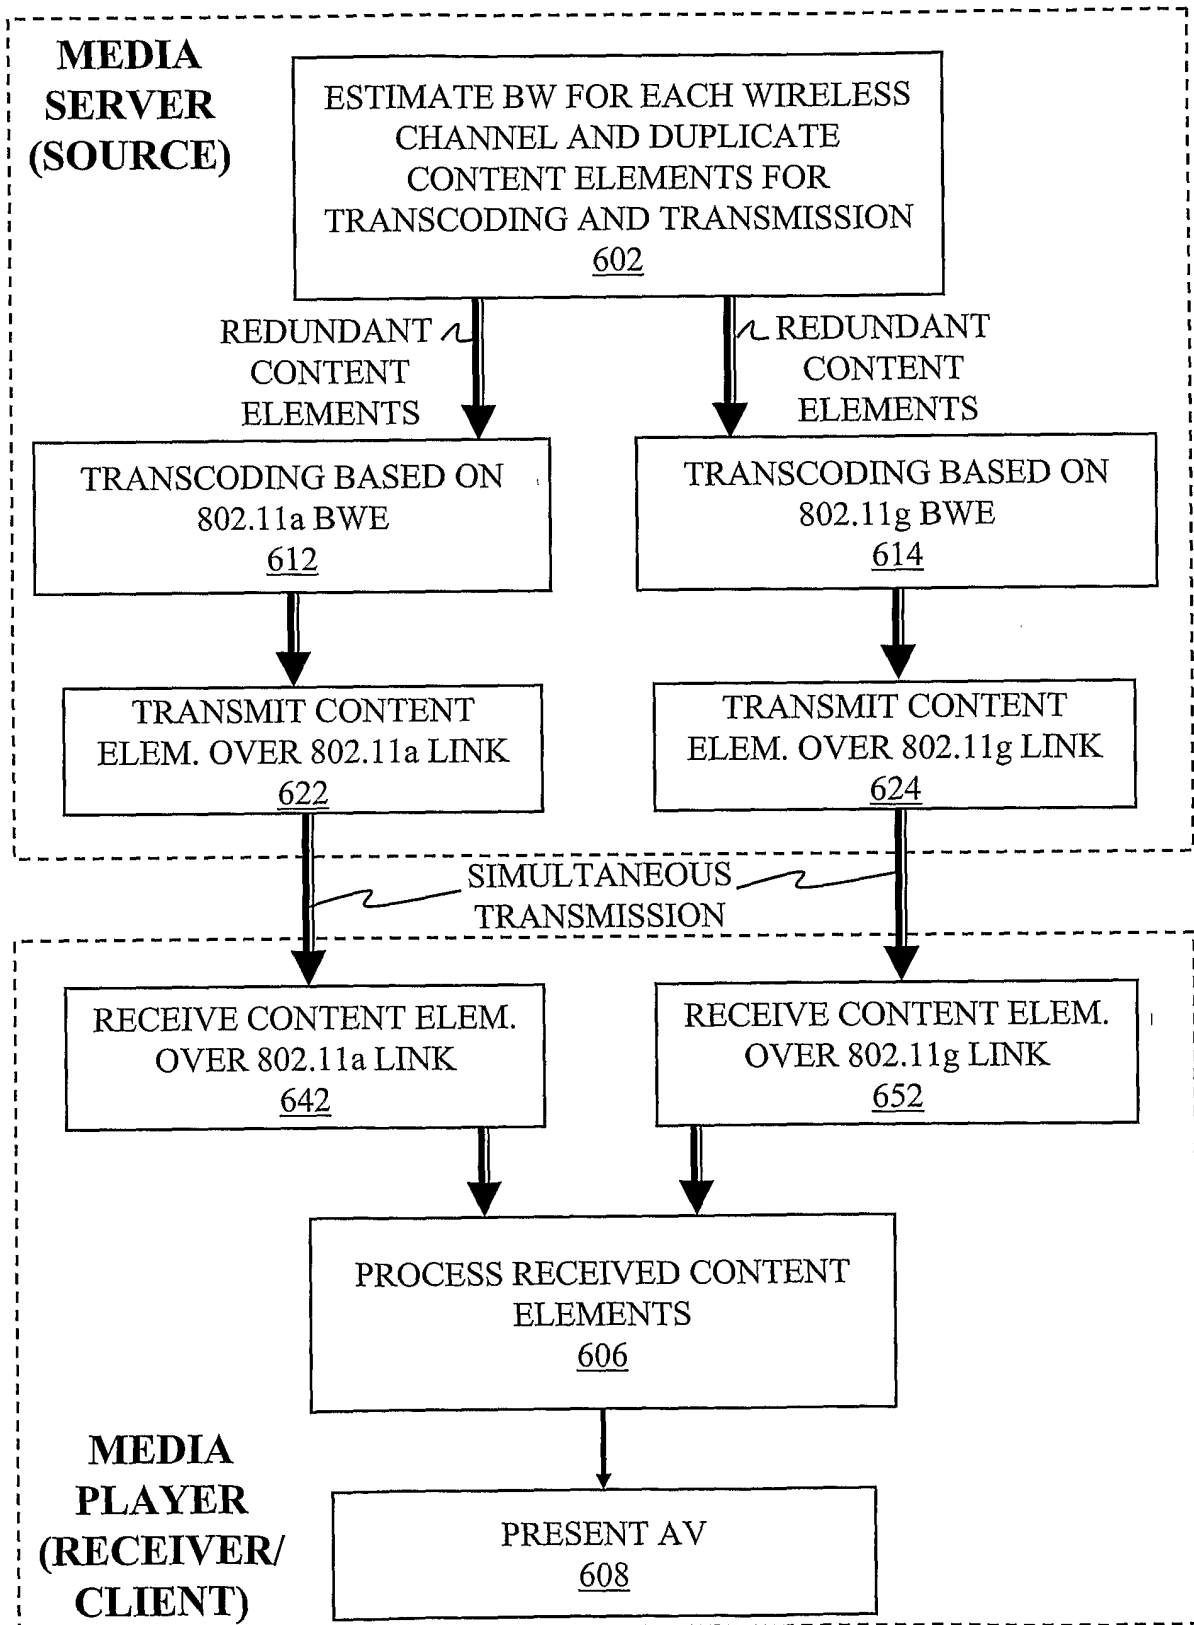 MEDIA
SERVER
(SOURCE)
ESTIMATE BW FOR EACH WIRELESS
CHANNEL AND DUPLICATE
CONTENT ELEMENTS FOR
TRANSCODING AND TRANSMISSION
602
REDUNDANT
CONTENT
ELEMENTS
REDUNDANT
CONTENT
ELEMENTS
TRANSCODING BASED ON
802.11a BWE
612
TRANSCODING BASED ON
802.11g BWE
614
TRANSMIT CONTENT
ELEM. OVER 802.11a LINK
622
TRANSMIT CONTENT
ELEM. OVER 802.11g LINK
624
SIMULTANEOUS
TRANSMISSION
RECEIVE CONTENT ELEM.
OVER 802.11a LINK
642
RECEIVE CONTENT ELEM.
OVER 802.11g LINK
652
PROCESS RECEIVED CONTENT
ELEMENTS
606
MEDIA
PLAYER
(RECEIVER/
CLIENT)
PRESENT AV
608